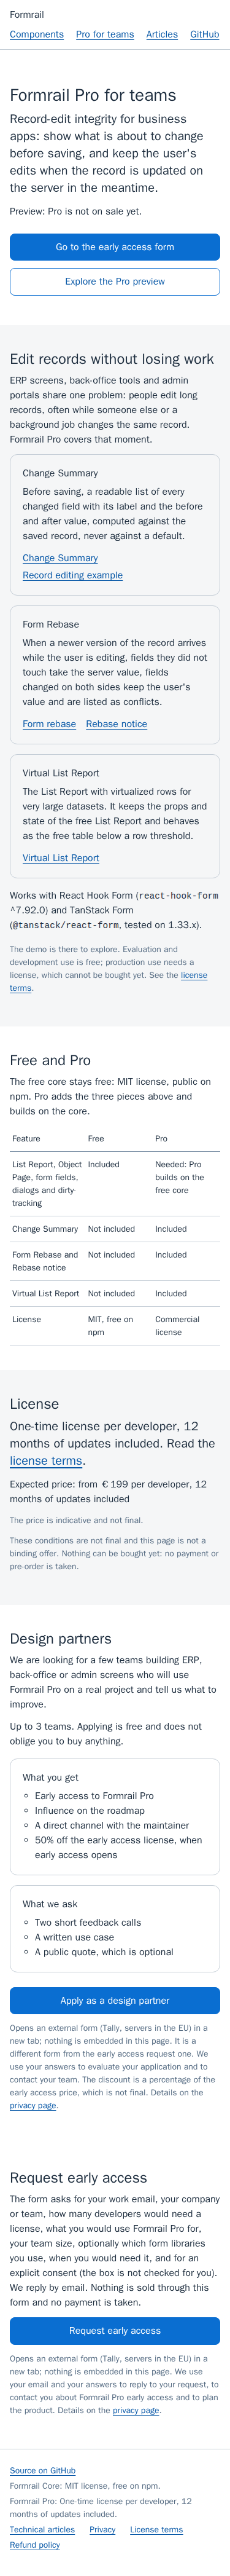 Formrail
Components Pro for teams Articles GitHub
Formrail Pro for teams
Record-edit integrity for business
apps: show what is about to change
before saving, and keep the user's
edits when the record is updated on
the server in the meantime.
Preview: Pro is not on sale yet.
Go to the early access form
Explore the Pro preview
Edit records without losing work
ERP screens, back-office tools and admin
portals share one problem: people edit long
records, often while someone else or a
background job changes the same record.
Formrail Pro covers that moment.
Change Summary
Before saving, a readable list of every
changed field with its label and the before
and after value, computed against the
saved record, never against a default.
Change Summary
Record editing example
Form Rebase
When a newer version of the record arrives
while the user is editing, fields they did not
touch take the server value, fields
changed on both sides keep the user's
value and are listed as conflicts.
Form rebase Rebase notice
Virtual List Report
The List Report with virtualized rows for
very large datasets. It keeps the props and
state of the free List Report and behaves
as the free table below a row threshold.
Virtual List Report
Works with React Hook Form (react-hook-form
^7.92.0) and TanStack Form
(@tanstack/react-form, tested on 1.33.x).
The demo is there to explore. Evaluation and
development use is free; production use needs a
license, which cannot be bought yet. See the license
terms.
Free and Pro
The free core stays free: MIT license, public on
npm. Pro adds the three pieces above and
builds on the core.
Feature Free Pro
List Report, Object Included Needed: Pro
Page, form fields, builds on the
dialogs and dirty- free core
tracking
Change Summary Not included Included
Form Rebase and Not included Included
Rebase notice
Virtual List Report Not included Included
License MIT, free on Commercial
npm license
License
One-time license per developer, 12
months of updates included. Read the
license terms.
Expected price: from €199 per developer, 12
months of updates included
The price is indicative and not final.
These conditions are not final and this page is not a
binding offer. Nothing can be bought yet: no payment or
pre-order is taken.
Design partners
We are looking for a few teams building ERP,
back-office or admin screens who will use
Formrail Pro on a real project and tell us what to
improve.
Up to 3 teams. Applying is free and does not
oblige you to buy anything.
What you get
Early access to Formrail Pro
Influence on the roadmap
A direct channel with the maintainer
50% off the early access license, when
early access opens
What we ask
Two short feedback calls
A written use case
A public quote, which is optional
Apply as a design partner
Opens an external form (Tally, servers in the EU) in a
new tab; nothing is embedded in this page. It is a
different form from the early access request one. We
use your answers to evaluate your application and to
contact your team. The discount is a percentage of the
early access price, which is not final. Details on the
privacy page.
Request early access
The form asks for your work email, your company
or team, how many developers would need a
license, what you would use Formrail Pro for,
your team size, optionally which form libraries
you use, when you would need it, and for an
explicit consent (the box is not checked for you).
We reply by email. Nothing is sold through this
form and no payment is taken.
Request early access
Opens an external form (Tally, servers in the EU) in a
new tab; nothing is embedded in this page. We use
your email and your answers to reply to your request, to
contact you about Formrail Pro early access and to plan
the product. Details on the privacy page.
Source on GitHub
Formrail Core: MIT license, free on npm.
Formrail Pro: One-time license per developer, 12
months of updates included.
Technical articles Privacy License terms
Refund policy